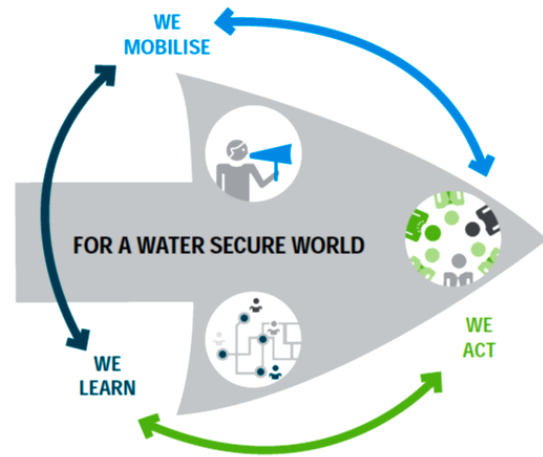 WE
MOBILISE
FOR A WATER SECURE WORLD
WE
ACT
WE
LEARN